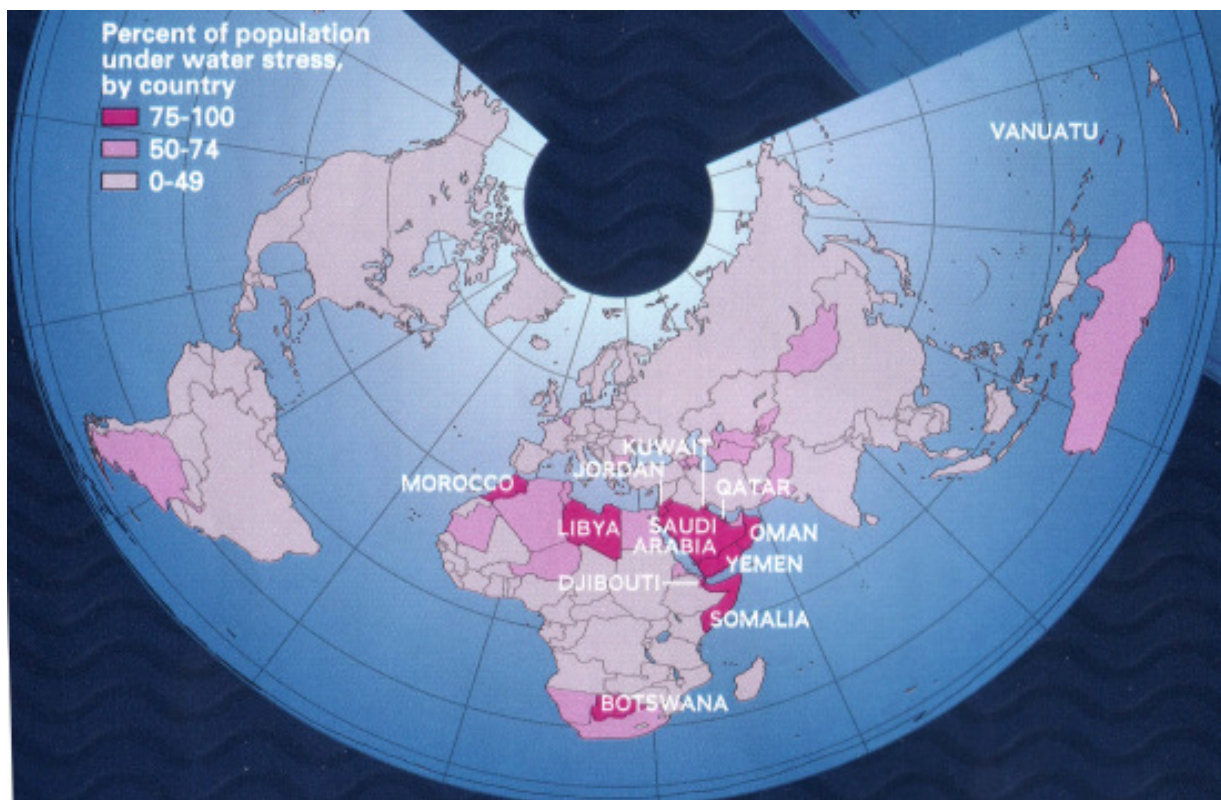 Percent of population
under water stress,
by country
75-100
50-74
0-49
VANUATU
KUWAIT
JORDAN
MOROCCO
QATAR
LIBYA
SAUDI
ARABIA
OMAN
YEMEN
DJIBOUTI
SOMALIA
BOTSWANA